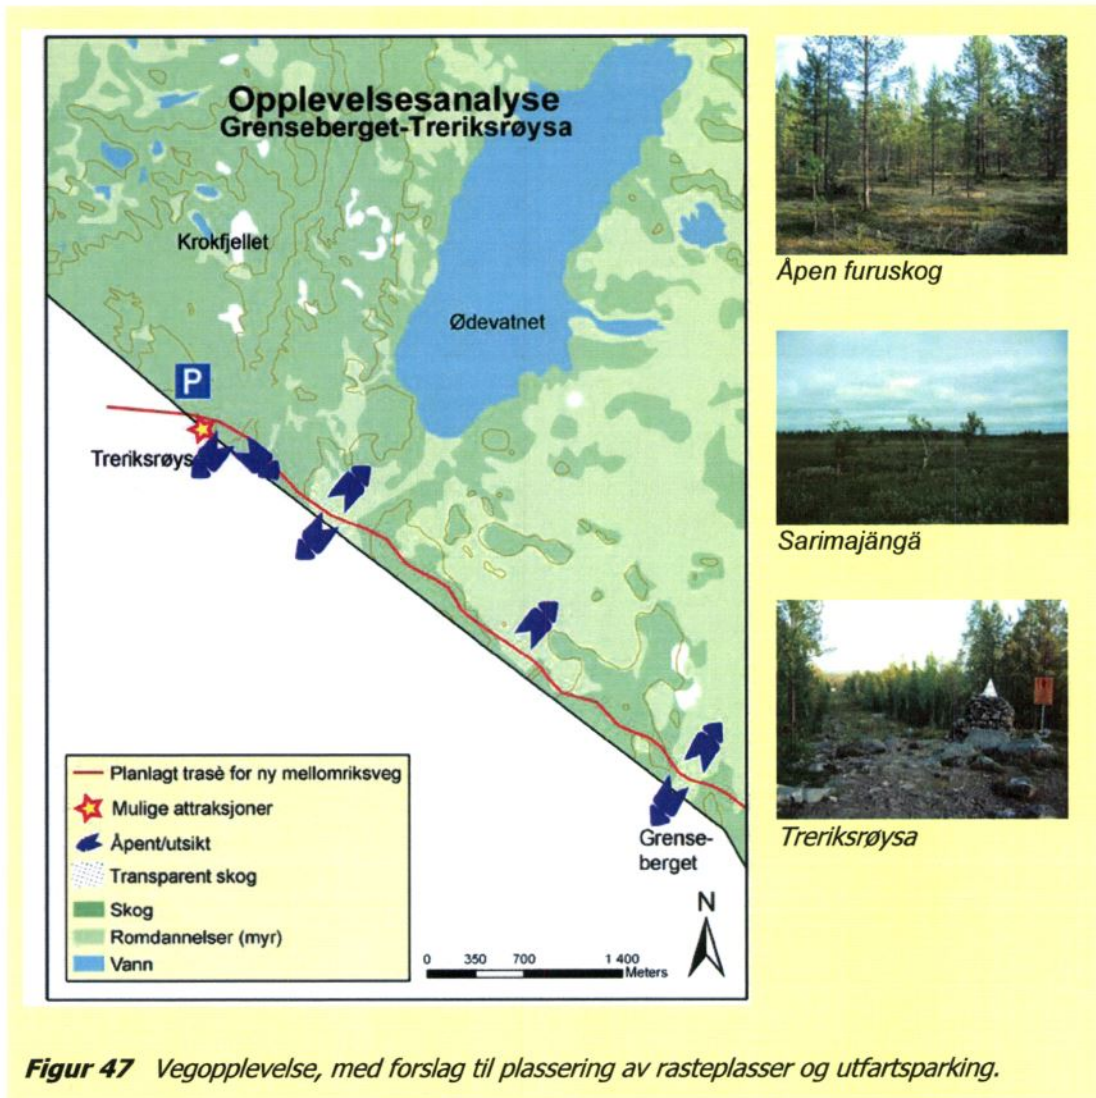 Opplevelsesanalyse
Grenseberget-Treriksrøysa
Krokfjellet
Ødevatnet
P
Treriksrøys
Grense-
berget
Planlagt trasè for ny mellomriksveg
Mulige attraksjoner
Åpent/utsikt
Transparent skog
Skog
Romdannelser (myr)
Vann
N
0 350 700 1 400
Meters
Åpen furuskog
Sarimajängä
Treriksrøysa
Figur 47 Vegopplevelse, med forslag til plassering av rasteplasser og utfartsparking.